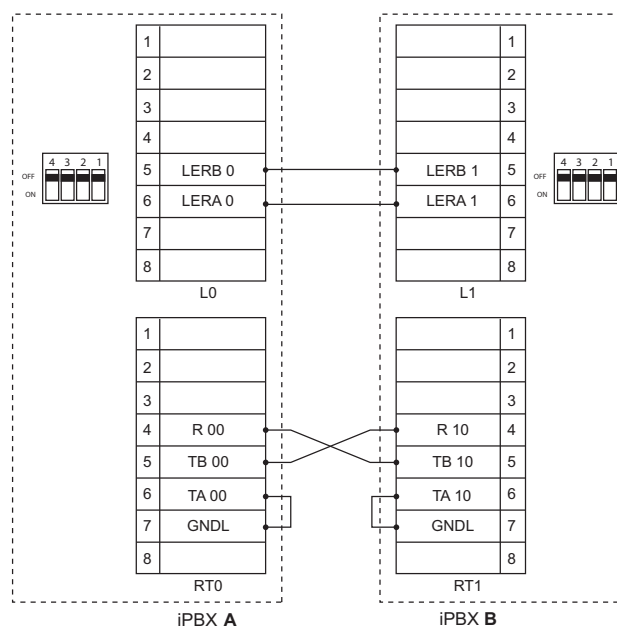 1
2
3
4
5 LERB 0
6 LERA 0
7
8
L0
4 3 2 1
OFF
ON
1
2
3
4
LERB 1 5
LERA 1 6
7
8
L1
4 3 2 1
OFF
ON
1
2
3
4 R 00
5 TB 00
6 TA 00
7 GNDL
8
RT0
iPBX A
1
2
3
R 10 4
TB 10 5
TA 10 6
GNDL 7
8
RT1
iPBX B